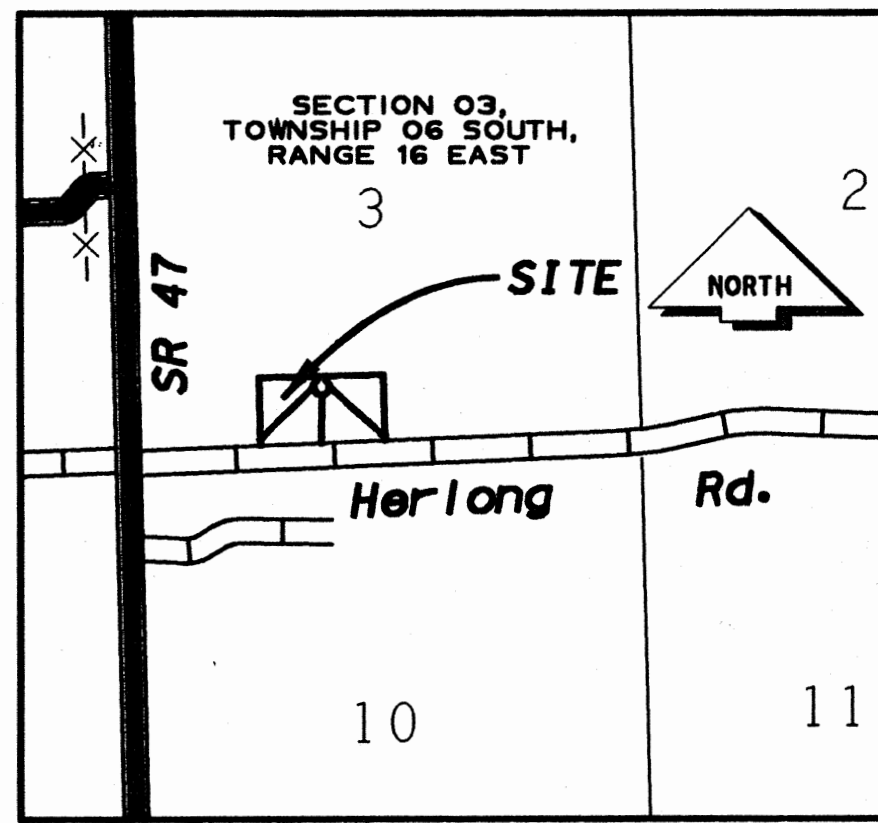 SECTION 03,
TOWNSHIP 06 SOUTH,
RANGE 16 EAST
3
2
SITE
NORTH
SR 47
Herlong Rd.
10
11